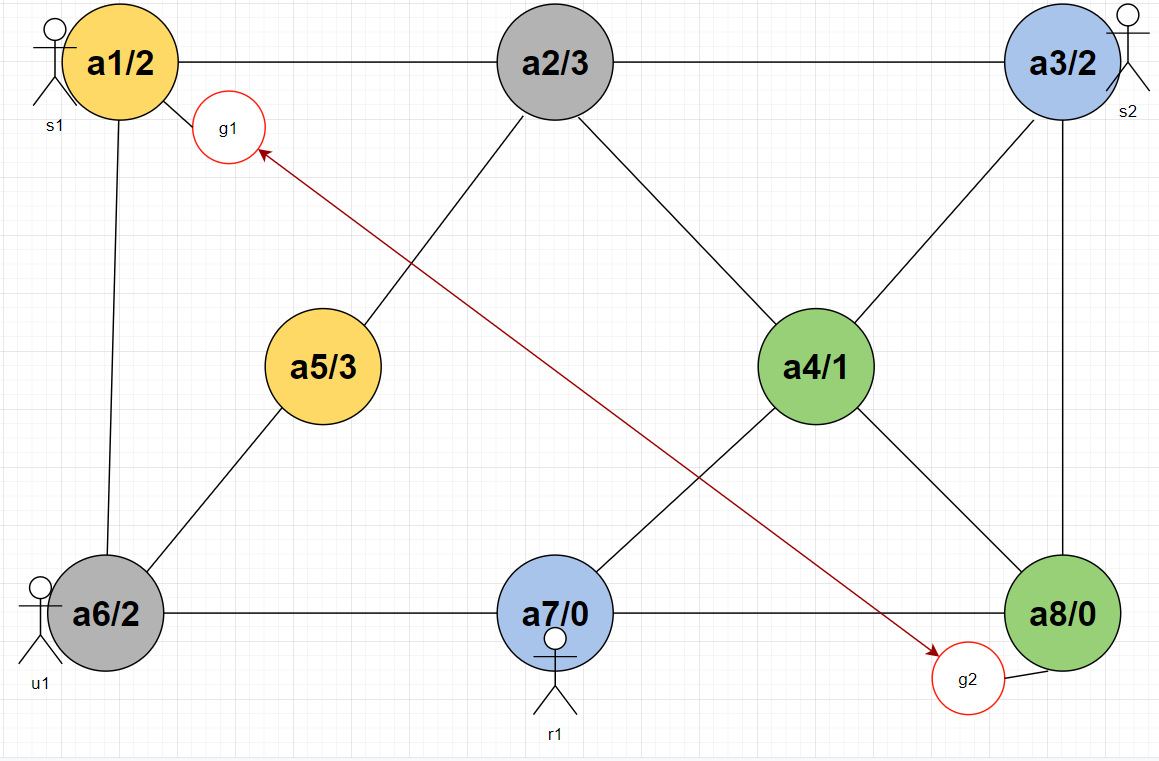 a1/2
a2/3
a3/2
s1
g1
s2
a5/3
a4/1
a6/2
a7/0
a8/0
u1
r1
g2